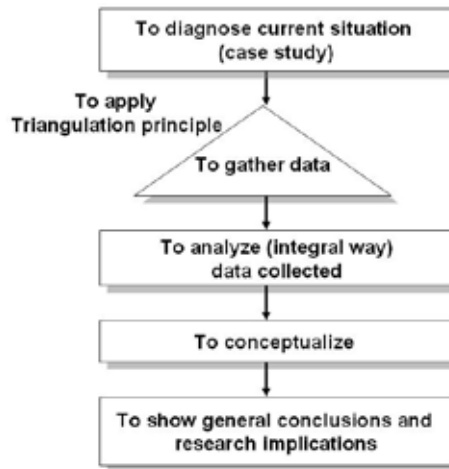 To diagnose current situation
(case study)
To apply
Triangulation principle
To gather data
To analyze (integral way)
data collected
To conceptualize
To show general conclusions and
research implications